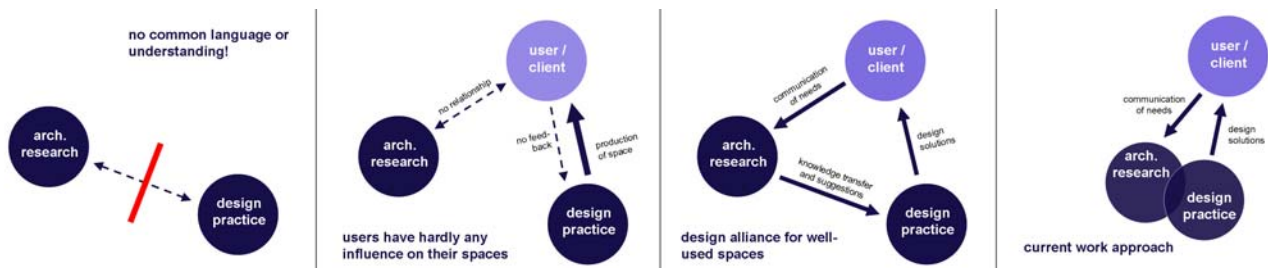 no common language or
understanding!
arch.
research
design
practice
user /
client
no relationship
no feed-
back
production
of space
arch.
research
design
practice
users have hardly any
influence on their spaces
user /
client
communication
of needs
arch.
research
design
solutions
knowledge transfer
and suggestions
design
practice
design alliance for well-
used spaces
user /
client
communication
of needs
design
solutions
arch.
research
design
practice
current work approach